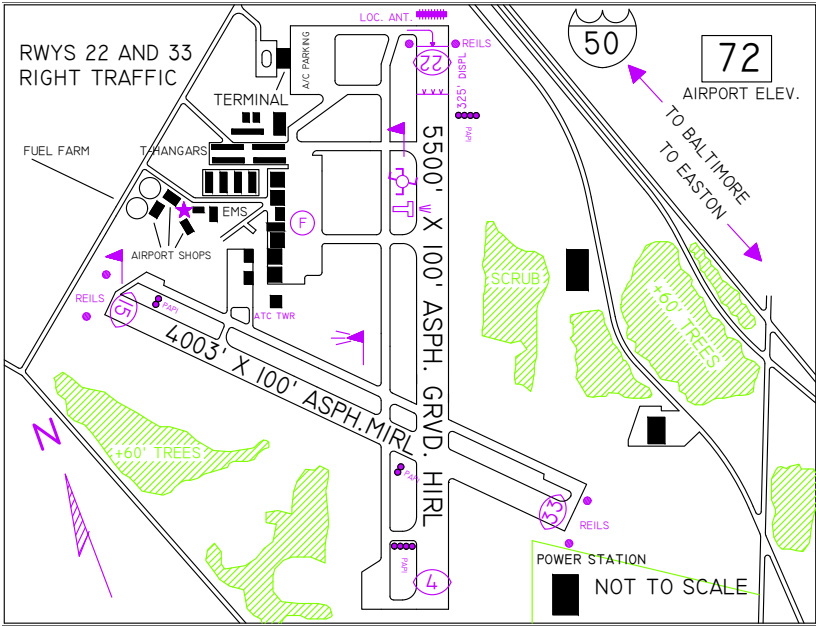 LOC. ANT.
RWYS 22 AND 33
RIGHT TRAFFIC
A/C PARKING
REILS
22
50
72
AIRPORT ELEV.
TERMINAL
325' DISPL
PAPI
TO BALTIMORE
TO EASTON
FUEL FARM
T-HANGARS
EMS
F
AIRPORT SHOPS
5500' X 100' ASPH. GRVD. HIRL
SCRUB
+60' TREES
REILS
15
PAPI
ATC TWR
4003' X 100' ASPH.MIRL
N
+60' TREES
PAPI
33
REILS
PAPI
4
POWER STATION
NOT TO SCALE